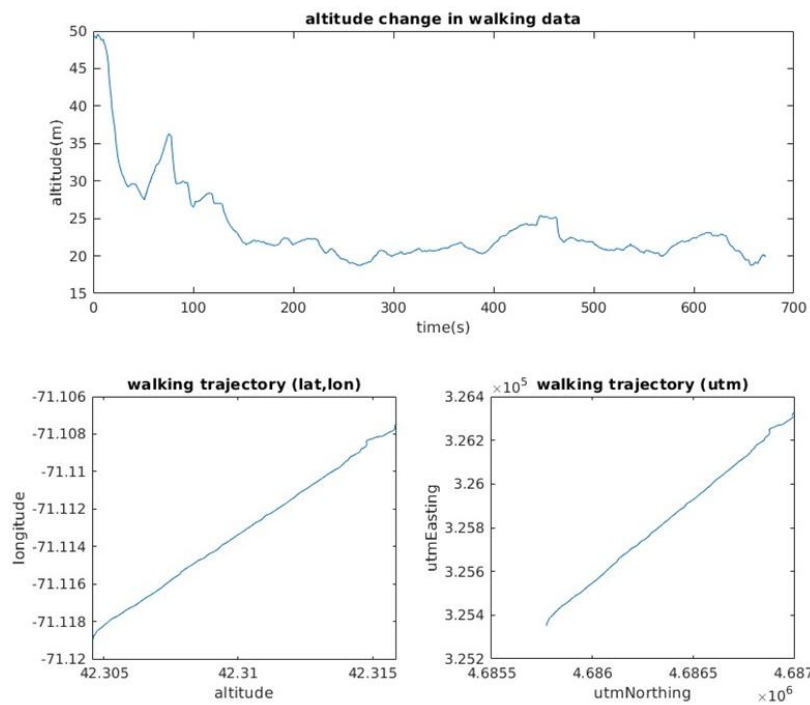 altitude change in walking data
50
45
40
35
30
25
20
15
altitude(m)
0 100 200 300 400 500 600 700
time(s)
walking trajectory (lat,lon)
-71.106
-71.108
-71.11
-71.112
-71.114
-71.116
-71.118
-71.12
longitude
42.305 42.31 42.315
altitude
×10^5 walking trajectory (utm)
3.264
3.262
3.26
3.258
3.256
3.254
3.252
utmEasting
4.6855 4.686 4.6865 4.687
utmNorthing ×10^6